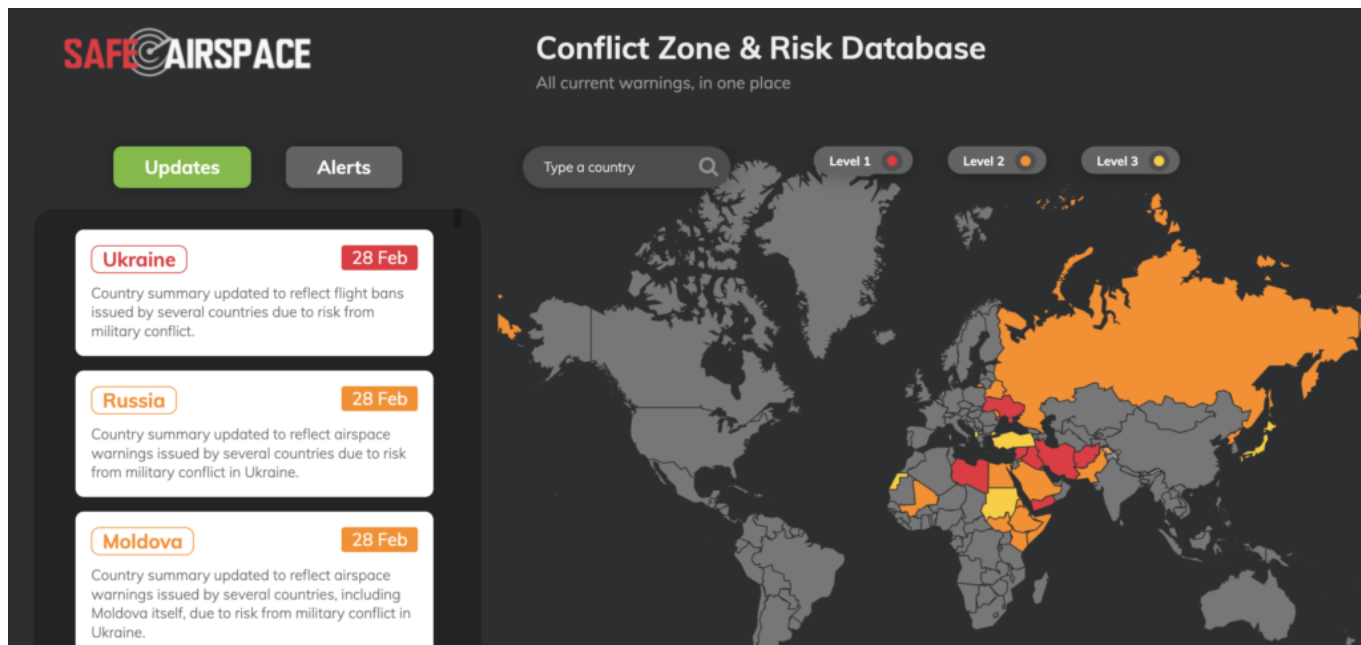 SAFE AIRSPACE
Conflict Zone & Risk Database
All current warnings, in one place
Updates
Alerts
Type a country
Level 1
Level 2
Level 3
Ukraine
28 Feb
Country summary updated to reflect flight bans
issued by several countries due to risk from
military conflict.
Russia
28 Feb
Country summary updated to reflect airspace
warnings issued by several countries due to risk
from military conflict in Ukraine.
Moldova
28 Feb
Country summary updated to reflect airspace
warnings issued by several countries, including
Moldova itself, due to risk from military conflict in
Ukraine.